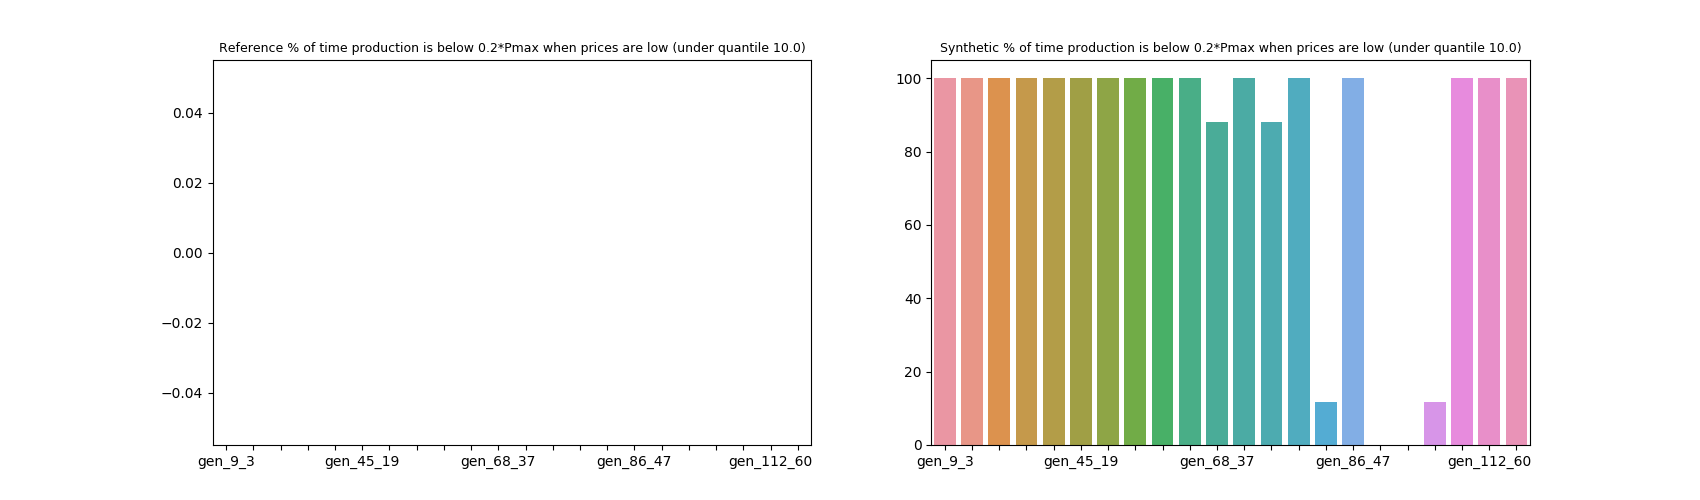 Reference % of time production is below 0.2*Pmax when prices are low (under quantile 10.0)
0.04
0.02
0.00
−0.02
−0.04
gen_9_3 gen_45_19 gen_68_37 gen_86_47 gen_112_60
Synthetic % of time production is below 0.2*Pmax when prices are low (under quantile 10.0)
100
80
60
40
20
0
gen_9_3 gen_45_19 gen_68_37 gen_86_47 gen_112_60